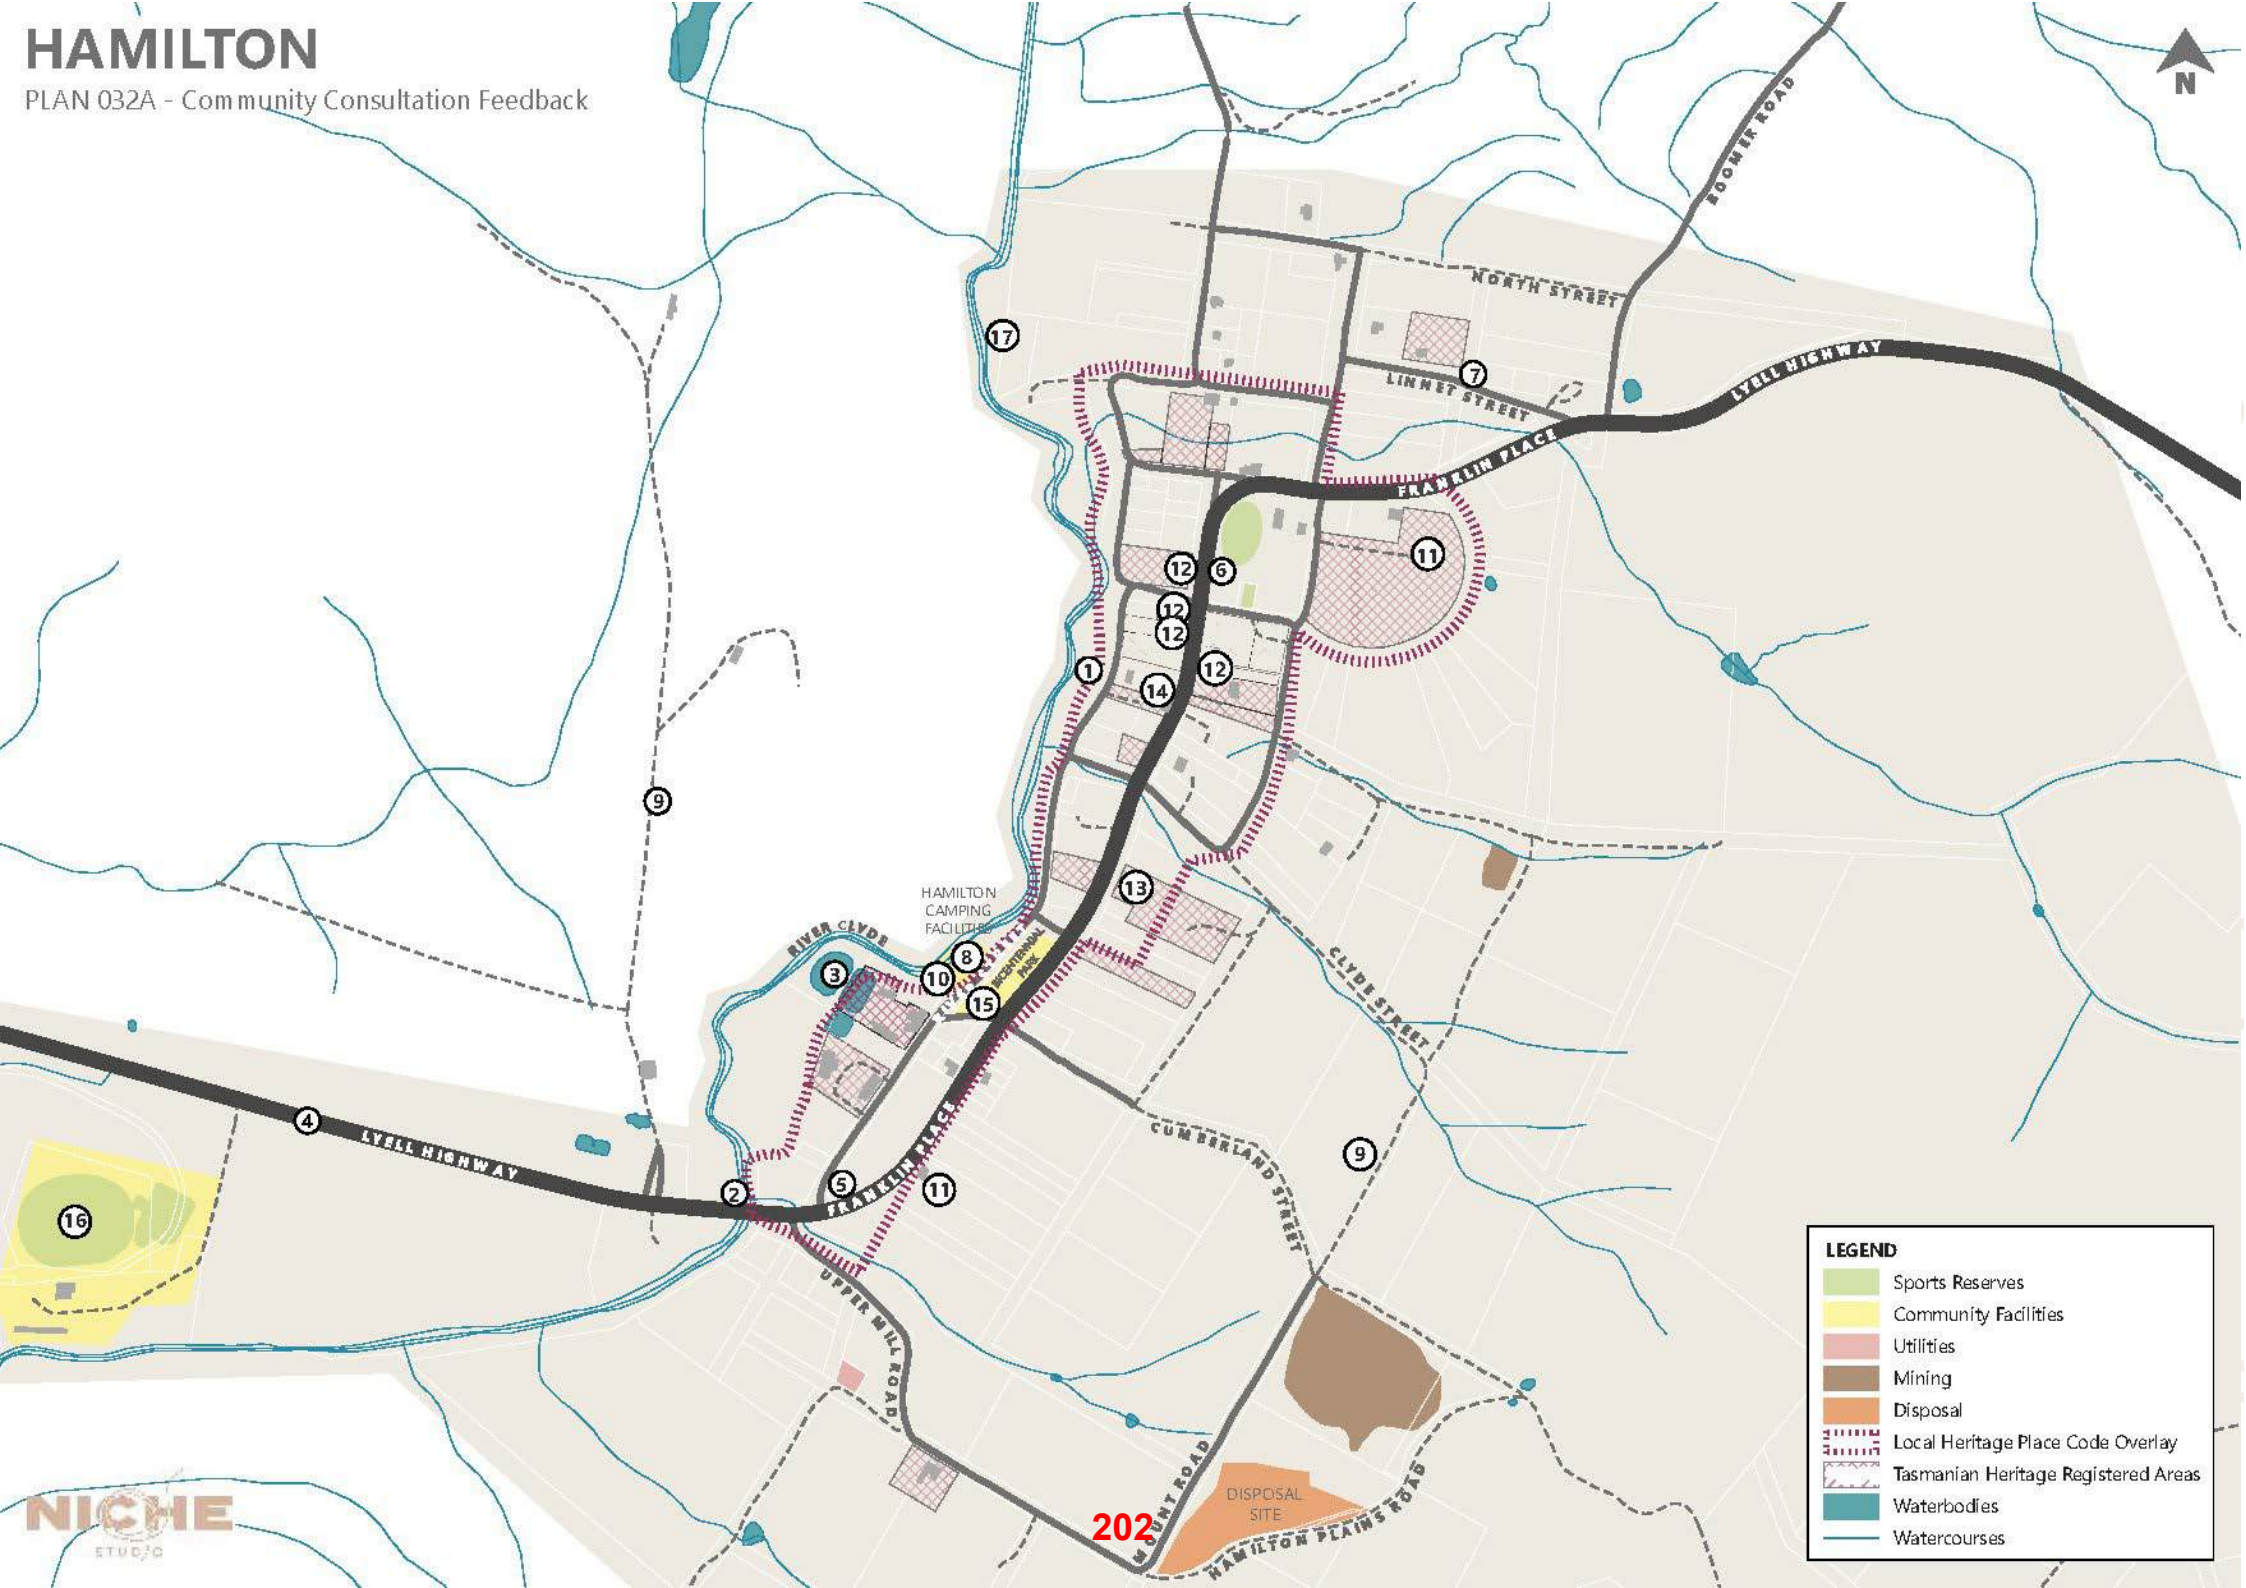 HAMILTON
PLAN 032A - Community Consultation Feedback
N
BOOMER ROAD
NORTH STREET
17
LYELL HIGHWAY
7
LINNET STREET
FRANKLIN PLACE
11
12
6
12
12
1
12
14
9
13
HAMILTON
CAMPING
FACILITIES
RIVER CLYDE
8
BICENTENNIAL
PARK
3
10
15
CLYDE STREET
4
LYELL HIGHWAY
CUMBERLAND STREET
9
2
5
FRANKLIN PLACE
11
16
UPPER MILL ROAD
LEGEND
Sports Reserves
Community Facilities
Utilities
Mining
Disposal
Local Heritage Place Code Overlay
Tasmanian Heritage Registered Areas
Waterbodies
Watercourses
MOUNT ROAD
DISPOSAL
SITE
HAMILTON PLAINS ROAD
202
NICHE
STUDIO